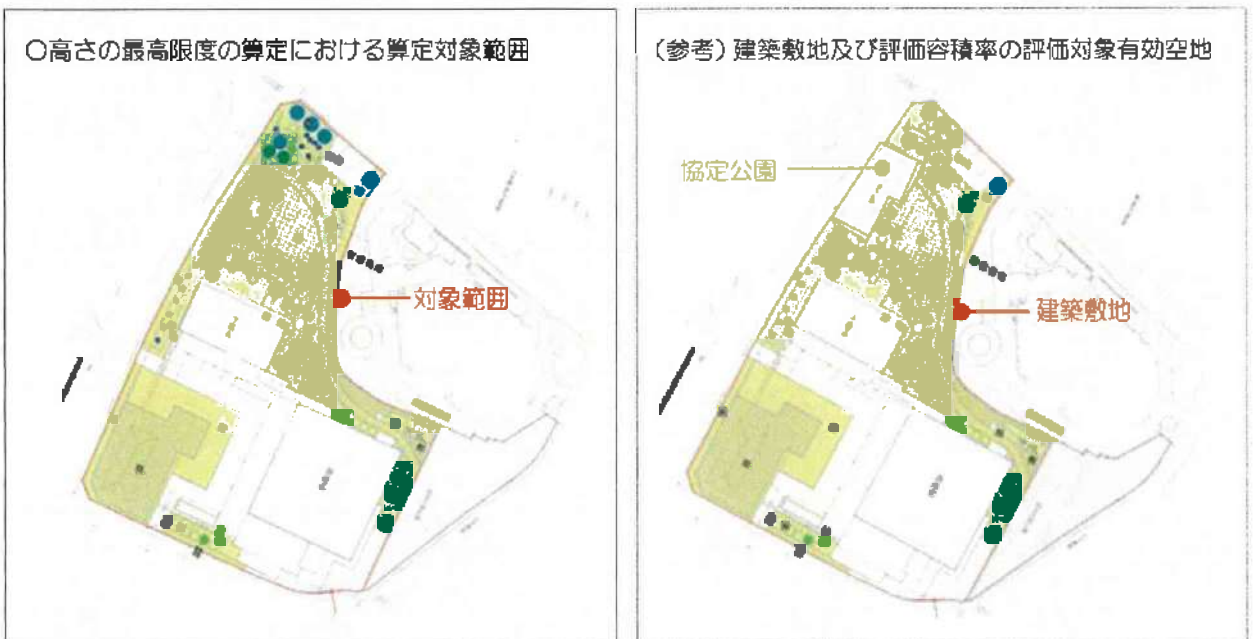 〇高さの最高限度の算定における算定対象範囲
対象範囲
(参考)建築敷地及び評価容積率の評価対象有効空地
協定公園
建築敷地